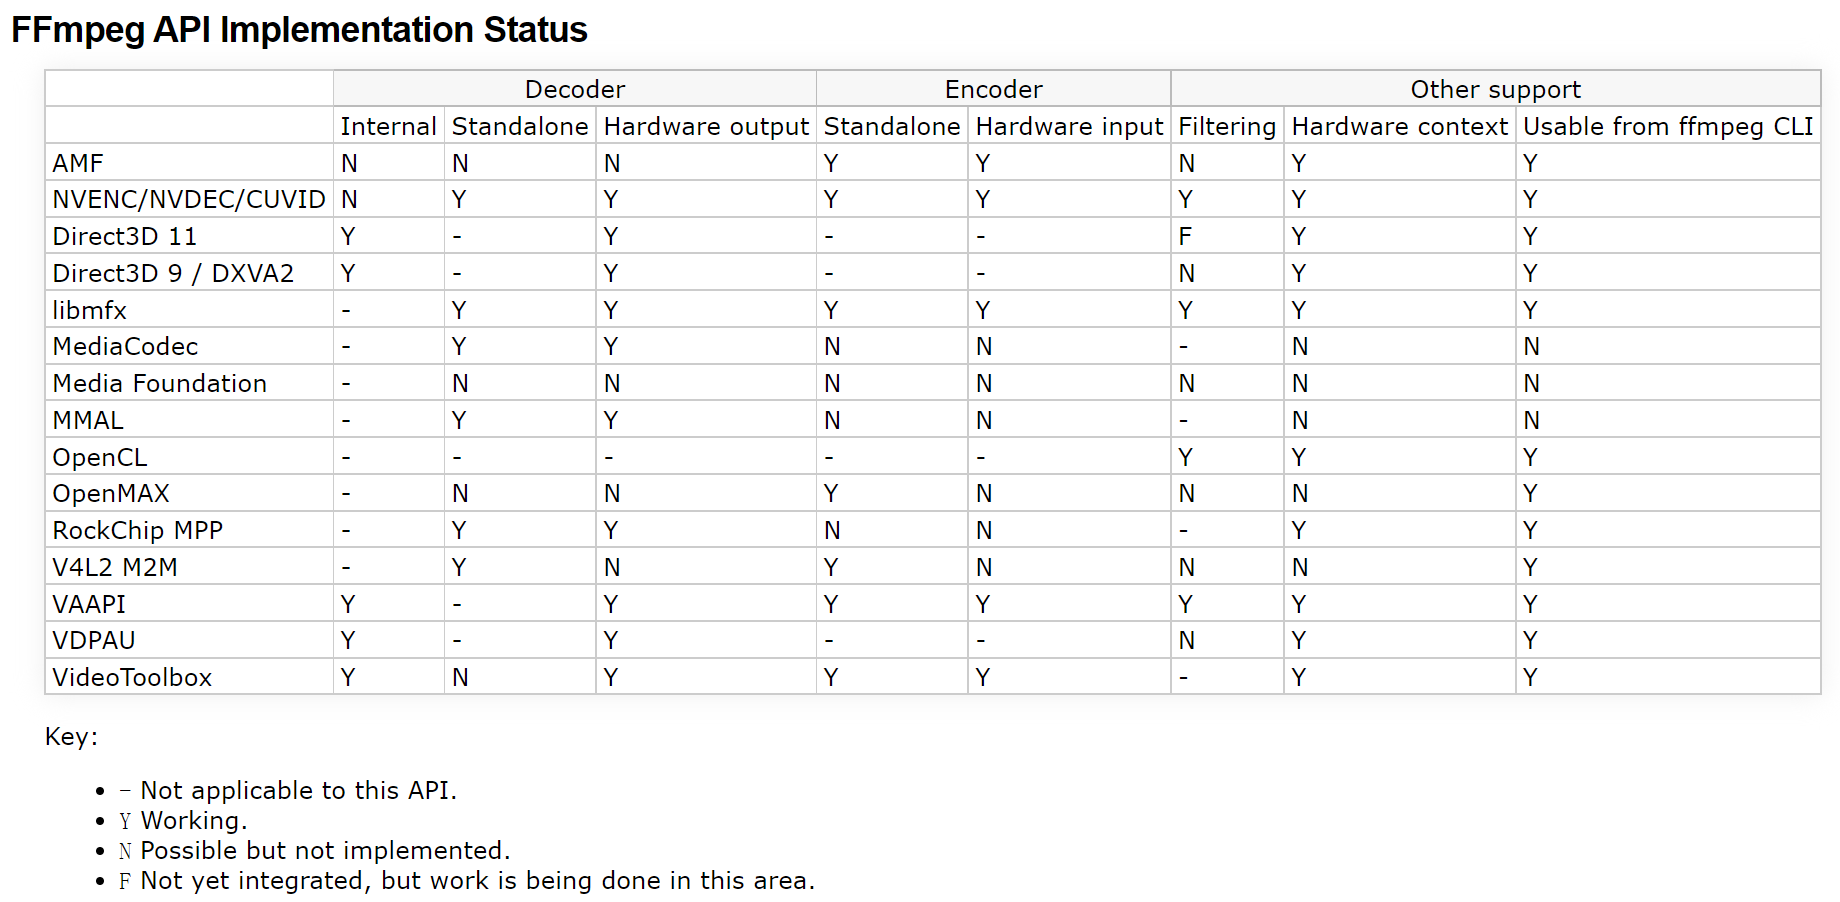 FFmpeg API Implementation Status
Decoder Encoder Other support
Internal Standalone Hardware output Standalone Hardware input Filtering Hardware context Usable from ffmpeg CLI
AMF N N N Y Y N Y Y
NVENC/NVDEC/CUVID N Y Y Y Y Y Y Y
Direct3D 11 Y - Y - - F Y Y
Direct3D 9 / DXVA2 Y - Y - - N Y Y
libmfx - Y Y Y Y Y Y Y
MediaCodec - Y Y N N - N N
Media Foundation - N N N N N N N
MMAL - Y Y N N - N N
OpenCL - - - - - Y Y Y
OpenMAX - N N Y N N N Y
RockChip MPP - Y Y N N - Y Y
V4L2 M2M - Y N Y N N N Y
VAAPI Y - Y Y Y Y Y Y
VDPAU Y - Y - - N Y Y
VideoToolbox Y N Y Y Y - Y Y
Key:
• - Not applicable to this API.
• Y Working.
• N Possible but not implemented.
• F Not yet integrated, but work is being done in this area.